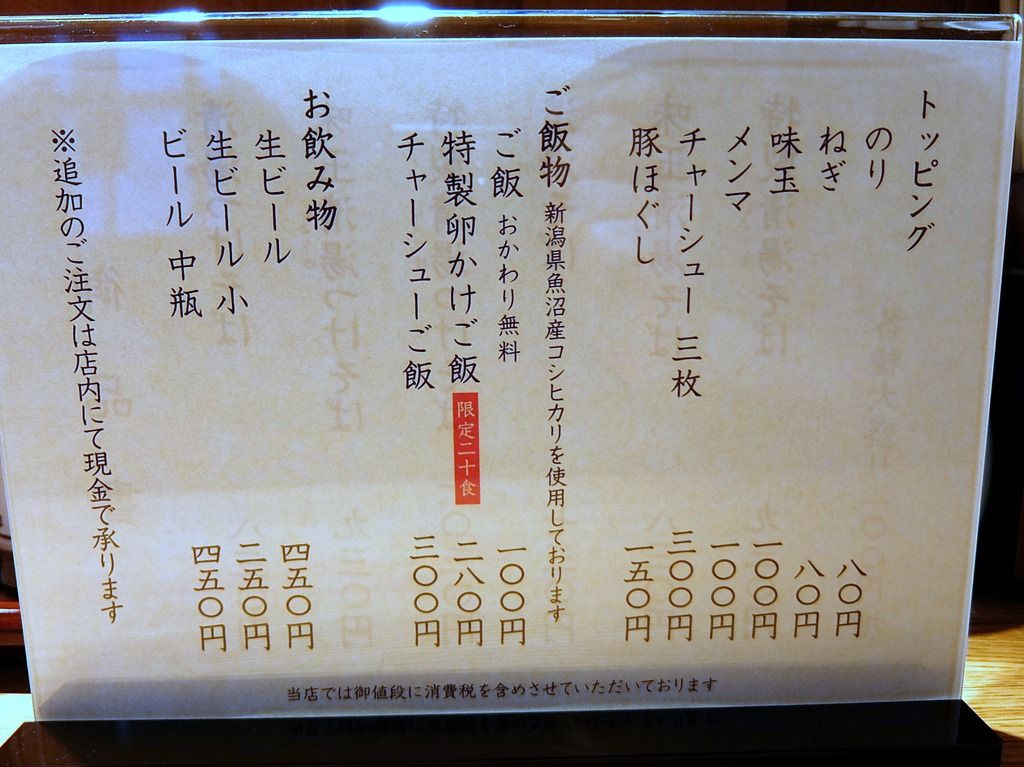 トッピング
のり 八〇円
ねぎ 八〇円
味玉 一〇〇円
メンマ 一〇〇円
チャーシュー 三枚 三〇〇円
豚ほぐし 一五〇円
ご飯物 新潟県魚沼産コシヒカリを使用しております
ご飯 おかわり無料 一〇〇円
特製卵かけご飯 限定二十食 二八〇円
チャーシューご飯 三〇〇円
お飲み物
生ビール 四五〇円
生ビール 小 二五〇円
ビール 中瓶 四五〇円
※追加のご注文は店内にて現金で承ります
当店では御値段に消費税を含めさせていただいております